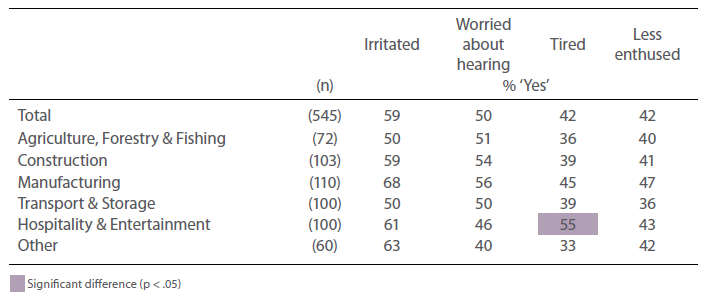 Irritated Worried about hearing Tired Less enthused
(n) % ‘Yes’
Total (545) 59 50 42 42
Agriculture, Forestry & Fishing (72) 50 51 36 40
Construction (103) 59 54 39 41
Manufacturing (110) 68 56 45 47
Transport & Storage (100) 50 50 39 36
Hospitality & Entertainment (100) 61 46 55 43
Other (60) 63 40 33 42
Significant difference (p < .05)